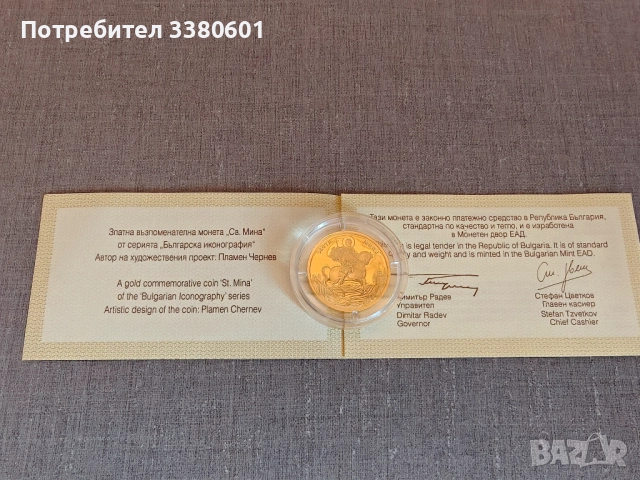 Потребител 3380601
Златна възпоменателна монета „Св. Мина"
от серията „Българска иконография"
Автор на художествения проект: Пламен Чернев
A gold commemorative coin 'St. Mina'
of the 'Bulgarian Iconography' series
Artistic design of the coin: Plamen Chernev
Тази монета е законно платежно средство в Република България,
стандартна по качество и тегло, и е изработена
в Монетен двор ЕАД.
is legal tender in the Republic of Bulgaria. It is of standard
and weight and is minted in the Bulgarian Mint EAD.
Димитър Радев
Управител
Dimitar Radev
Governor
Стефан Цветков
Главен касиер
Stefan Tzvetkov
Chief Cashier
BAZAR